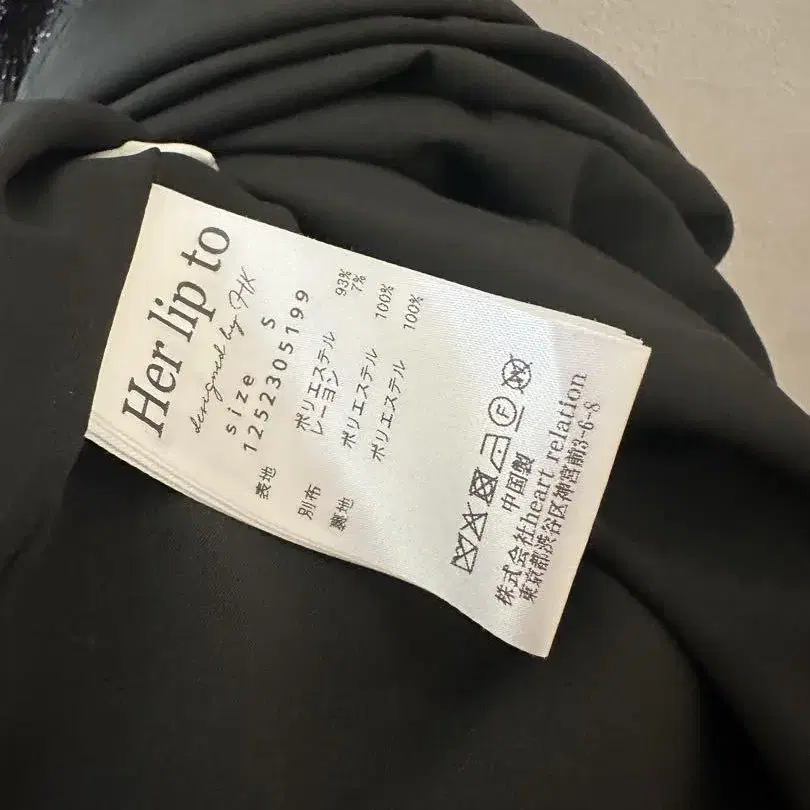 Her lip to
designed by HK
size S
1252305199
表地 ポリエステル 93%
レーヨン 7%
別布 ポリエステル 100%
裏地 ポリエステル 100%
中国製
株式会社heart relation
東京都渋谷区神宮前3-6-8